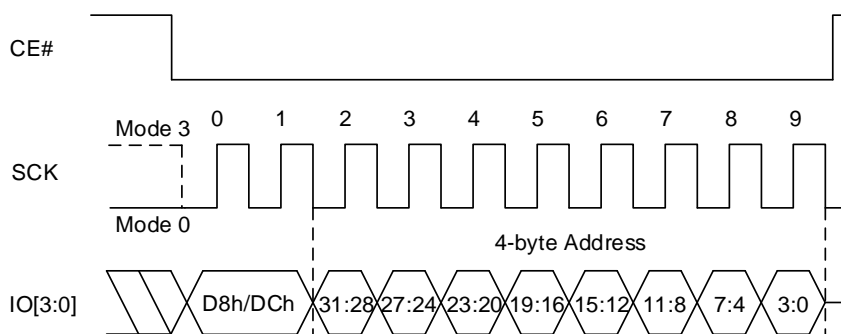 CE#
Mode 3
0 1 2 3 4 5 6 7 8 9
SCK
Mode 0
4-byte Address
IO[3:0]
D8h/DCh 31:28 27:24 23:20 19:16 15:12 11:8 7:4 3:0